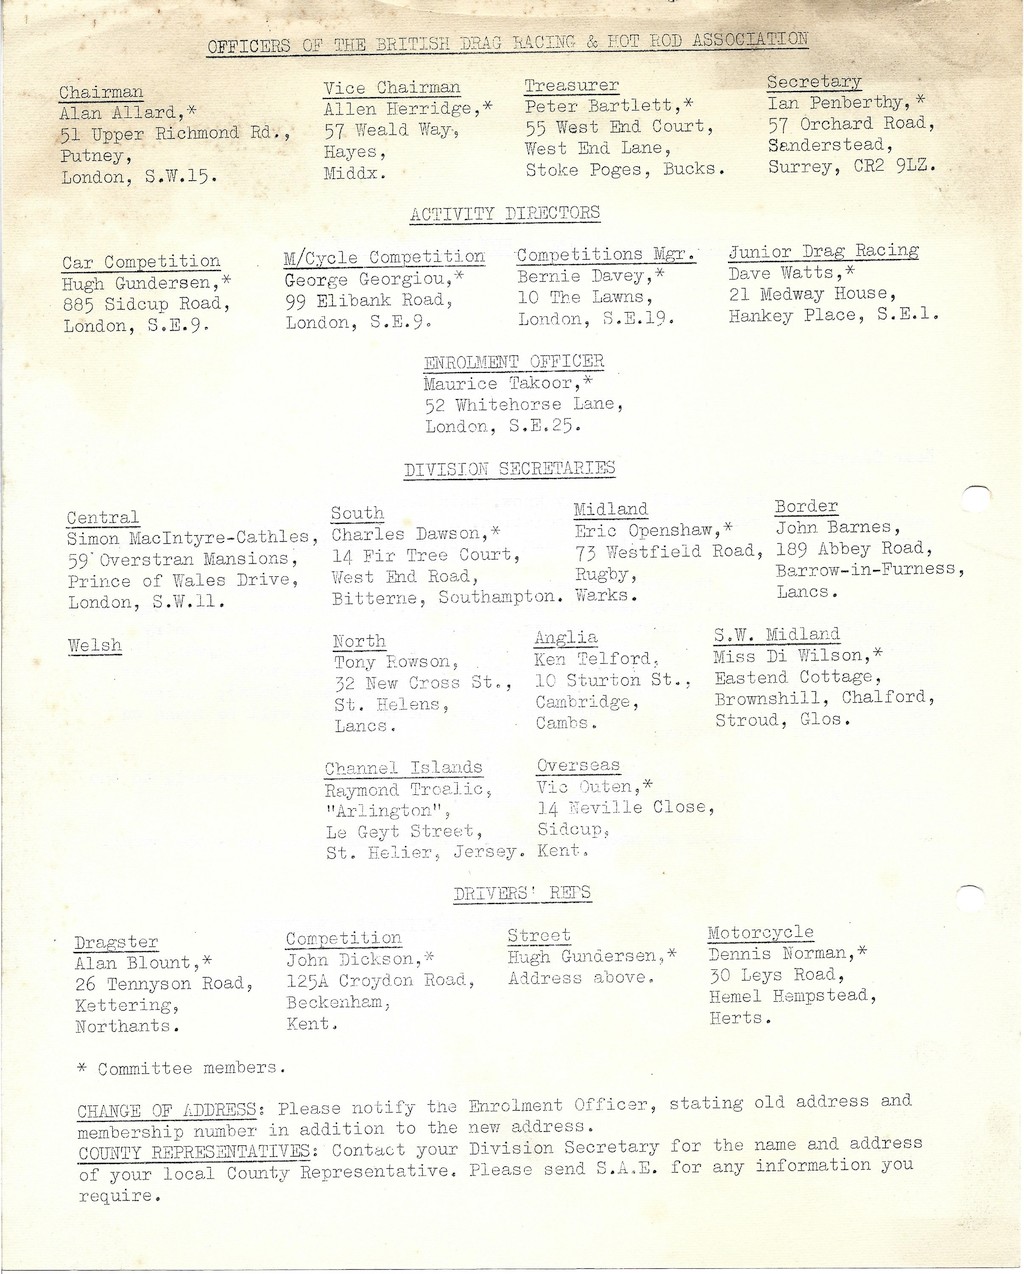 OFFICERS OF THE BRITISH DRAG RACING & HOT ROD ASSOCIATION
Chairman
Alan Allard,*
51 Upper Richmond Rd.,
Putney,
London, S.W.15.
Vice Chairman
Allen Herridge,*
57 Weald Way,
Hayes,
Middx.
Treasurer
Peter Bartlett,*
55 West End Court,
West End Lane,
Stoke Poges, Bucks.
Secretary
Ian Penberthy,*
57 Orchard Road,
Sanderstead,
Surrey, CR2 9LZ.
ACTIVITY DIRECTORS
Car Competition
Hugh Gundersen,*
885 Sidcup Road,
London, S.E.9.
M/Cycle Competition
George Georgiou,*
99 Elibank Road,
London, S.E.9.
Competitions Mgr.
Bernie Davey,*
10 The Lawns,
London, S.E.19.
Junior Drag Racing
Dave Watts,*
21 Medway House,
Hankey Place, S.E.1.
ENROLMENT OFFICER
Maurice Takoor,*
52 Whitehorse Lane,
London, S.E.25.
DIVISION SECRETARIES
Central
Simon MacIntyre-Cathles,
59 Overstran Mansions,
Prince of Wales Drive,
London, S.W.11.
South
Charles Dawson,*
14 Fir Tree Court,
West End Road,
Bitterne, Southampton.
Midland
Eric Openshaw,*
73 Westfield Road,
Rugby,
Warks.
Border
John Barnes,
189 Abbey Road,
Barrow-in-Furness,
Lancs.
Welsh
North
Tony Rowson,
32 New Cross St.,
St. Helens,
Lancs.
Anglia
Ken Telford,
10 Sturton St.,
Cambridge,
Cambs.
S.W. Midland
Miss Di Wilson,*
Eastend Cottage,
Brownshill, Chalford,
Stroud, Glos.
Channel Islands
Raymond Troalic,
"Arlington",
Le Geyt Street,
St. Helier, Jersey.
Overseas
Vic Outen,*
14 Neville Close,
Sidcup,
Kent.
DRIVERS' REPS
Dragster
Alan Blount,*
26 Tennyson Road,
Kettering,
Northants.
Competition
John Dickson,*
125A Croydon Road,
Beckenham,
Kent.
Street
Hugh Gundersen,*
Address above.
Motorcycle
Dennis Norman,*
30 Leys Road,
Hemel Hempstead,
Herts.
* Committee members.
CHANGE OF ADDRESS: Please notify the Enrolment Officer, stating old address and
membership number in addition to the new address.
COUNTY REPRESENTATIVES: Contact your Division Secretary for the name and address
of your local County Representative. Please send S.A.E. for any information you
require.